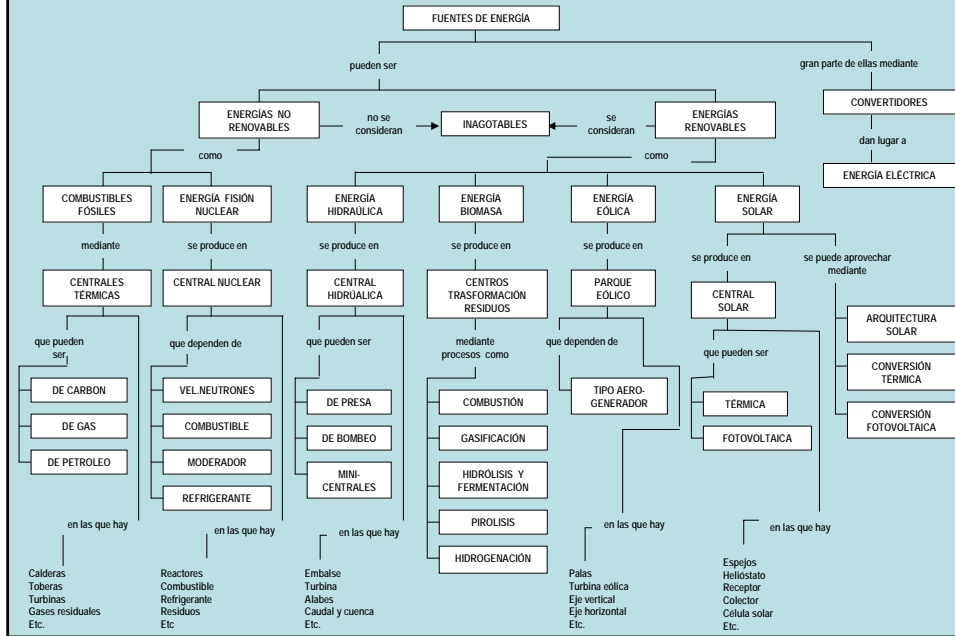 FUENTES DE ENERGÍA
pueden ser
gran parte de ellas mediante
ENERGÍAS NO
RENOVABLES
no se
consideran
INAGOTABLES
se
consideran
ENERGÍAS
RENOVABLES
CONVERTIDORES
dan lugar a
ENERGÍA ELÉCTRICA
como
como
COMBUSTIBLES
FÓSILES
ENERGÍA FISIÓN
NUCLEAR
ENERGÍA
HIDRAÚLICA
ENERGÍA
BIOMASA
ENERGÍA
EÓLICA
ENERGÍA
SOLAR
mediante
se produce en
se produce en
se produce en
se produce en
se produce en
se puede aprovechar
mediante
CENTRALES
TÉRMICAS
CENTRAL NUCLEAR
CENTRAL
HIDRÚALICA
CENTROS
TRASFORMACIÓN
RESIDUOS
PARQUE
EÓLICO
CENTRAL
SOLAR
ARQUITECTURA
SOLAR
CONVERSIÓN
TÉRMICA
CONVERSIÓN
FOTOVOLTAICA
que pueden
ser
que dependen de
que pueden ser
mediante
procesos como
que dependen de
que pueden ser
DE CARBON
DE GAS
DE PETROLEO
VEL.NEUTRONES
COMBUSTIBLE
MODERADOR
REFRIGERANTE
DE PRESA
DE BOMBEO
MINI-
CENTRALES
COMBUSTIÓN
GASIFICACIÓN
HIDRÓLISIS Y
FERMENTACIÓN
PIROLISIS
HIDROGENACIÓN
TIPO AERO-
GENERADOR
TÉRMICA
FOTOVOLTAICA
en las que hay
en las que hay
en las que hay
en las que hay
en las que hay
Calderas
Toberas
Turbinas
Gases residuales
Etc.
Reactores
Combustible
Refrigerante
Residuos
Etc
Embalse
Turbina
Alabes
Caudal y cuenca
Etc.
Palas
Turbina eólica
Eje vertical
Eje horizontal
Etc.
Espejos
Helióstato
Receptor
Colector
Célula solar
Etc.